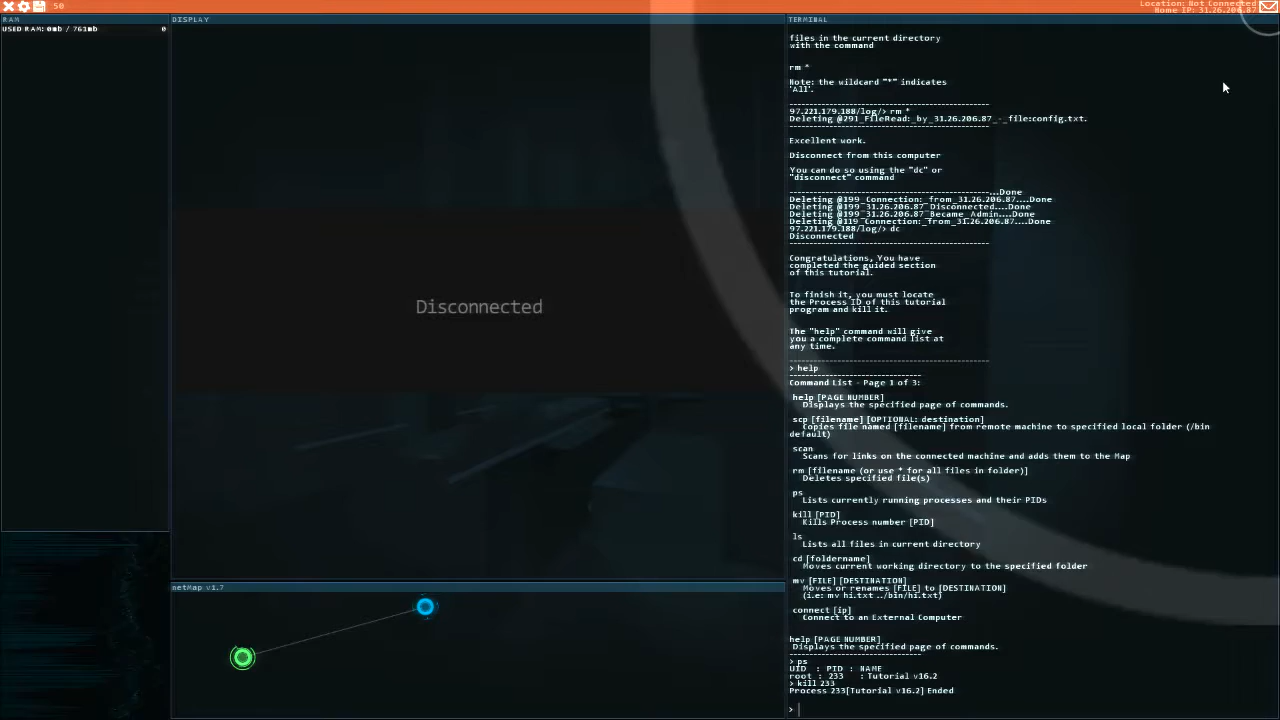 50
Location: Not Connected
Home IP: 31.26.206.87
RAM
USED RAM: 0mb / 761mb 0
DISPLAY
Disconnected
netMap v1.7
TERMINAL
files in the current directory
with the command
rm *
Note: the wildcard "*" indicates
'All'.
--------------------------------------------------
97.221.179.188/log/> rm *
Deleting @291_FileRead:_by_31.26.206.87_-_file:config.txt.
--------------------------------------------------
Excellent work.
Disconnect from this computer
You can do so using the "dc" or
"disconnect" command
--------------------------------------------------...Done
Deleting @199_Connection:_from_31.26.206.87....Done
Deleting @199_31.26.206.87_Disconnected....Done
Deleting @199_31.26.206.87_Became_Admin....Done
Deleting @119_Connection:_from_31.26.206.87....Done
97.221.179.188/log/> dc
Disconnected
--------------------------------------------------
Congratulations, You have
completed the guided section
of this tutorial.
To finish it, you must locate
the Process ID of this tutorial
program and kill it.
The "help" command will give
you a complete command list at
any time.
--------------------------------------------------
> help
---------------------------------
Command List - Page 1 of 3:
help [PAGE NUMBER]
Displays the specified page of commands.
scp [filename] [OPTIONAL: destination]
Copies file named [filename] from remote machine to specified local folder (/bin
default)
scan
Scans for links on the connected machine and adds them to the Map
rm [filename (or use * for all files in folder)]
Deletes specified file(s)
ps
Lists currently running processes and their PIDs
kill [PID]
Kills Process number [PID]
ls
Lists all files in current directory
cd [foldername]
Moves current working directory to the specified folder
mv [FILE] [DESTINATION]
Moves or renames [FILE] to [DESTINATION]
(i.e: mv hi.txt ../bin/hi.txt)
connect [ip]
Connect to an External Computer
help [PAGE NUMBER]
Displays the specified page of commands.
---------------------------------
> ps
UID : PID : NAME
root : 233 : Tutorial v16.2
> kill 233
Process 233[Tutorial v16.2] Ended
>